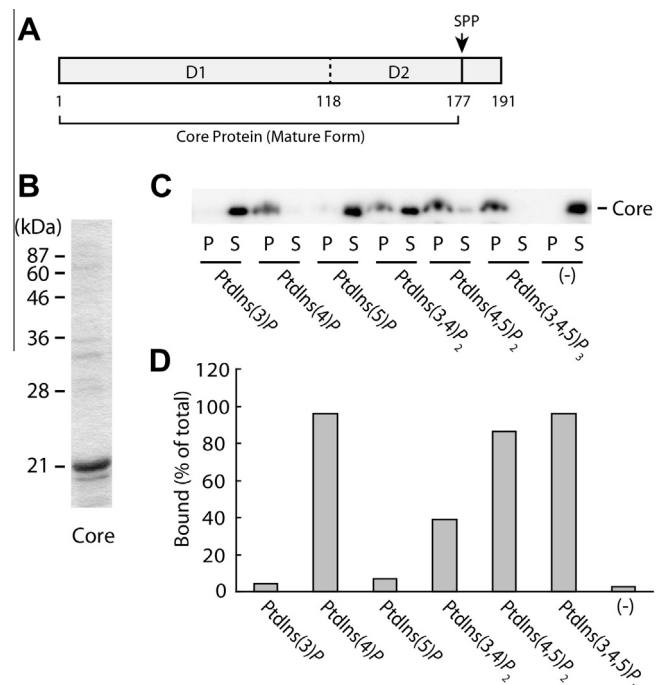 A
SPP
D1 D2
1 118 177 191
Core Protein (Mature Form)
B
(kDa)
87
60
46
36
28
21
Core
C
Core
P S P S P S P S P S P S P S
PtdIns(3)P PtdIns(4)P PtdIns(5)P PtdIns(3,4)P2 PtdIns(4,5)P2 PtdIns(3,4,5)P3 (-)
D
Bound (% of total)
120
100
80
60
40
20
0
PtdIns(3)P PtdIns(4)P PtdIns(5)P PtdIns(3,4)P2 PtdIns(4,5)P2 PtdIns(3,4,5)P (-)